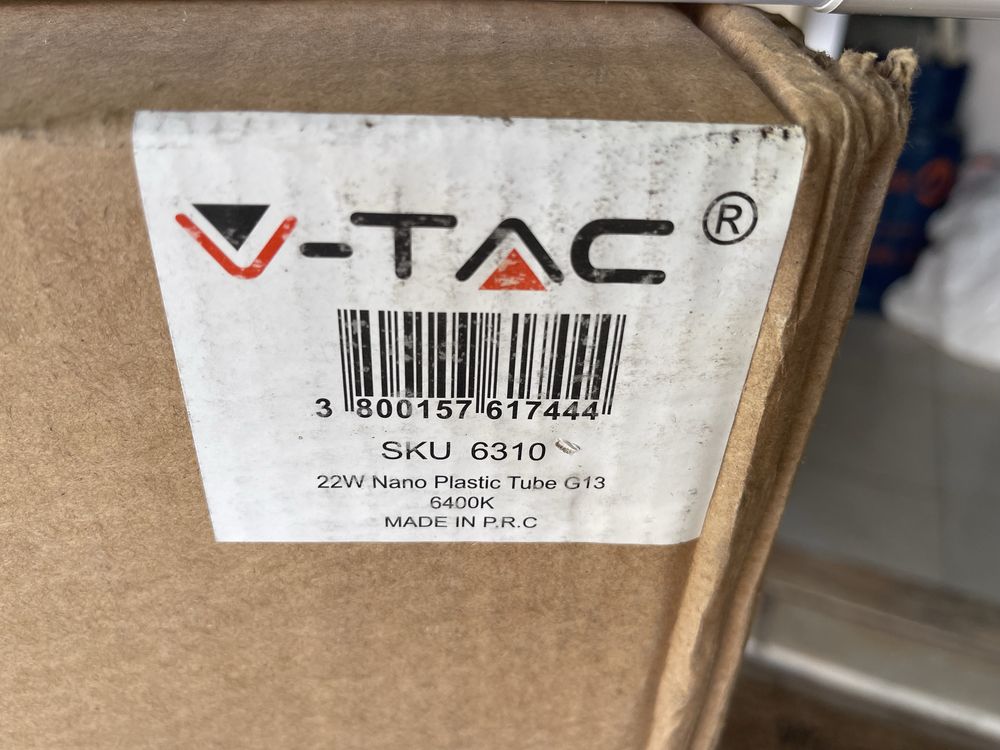 V-TAC ®
3 800157 617444
SKU 6310
22W Nano Plastic Tube G13
6400K
MADE IN P.R.C